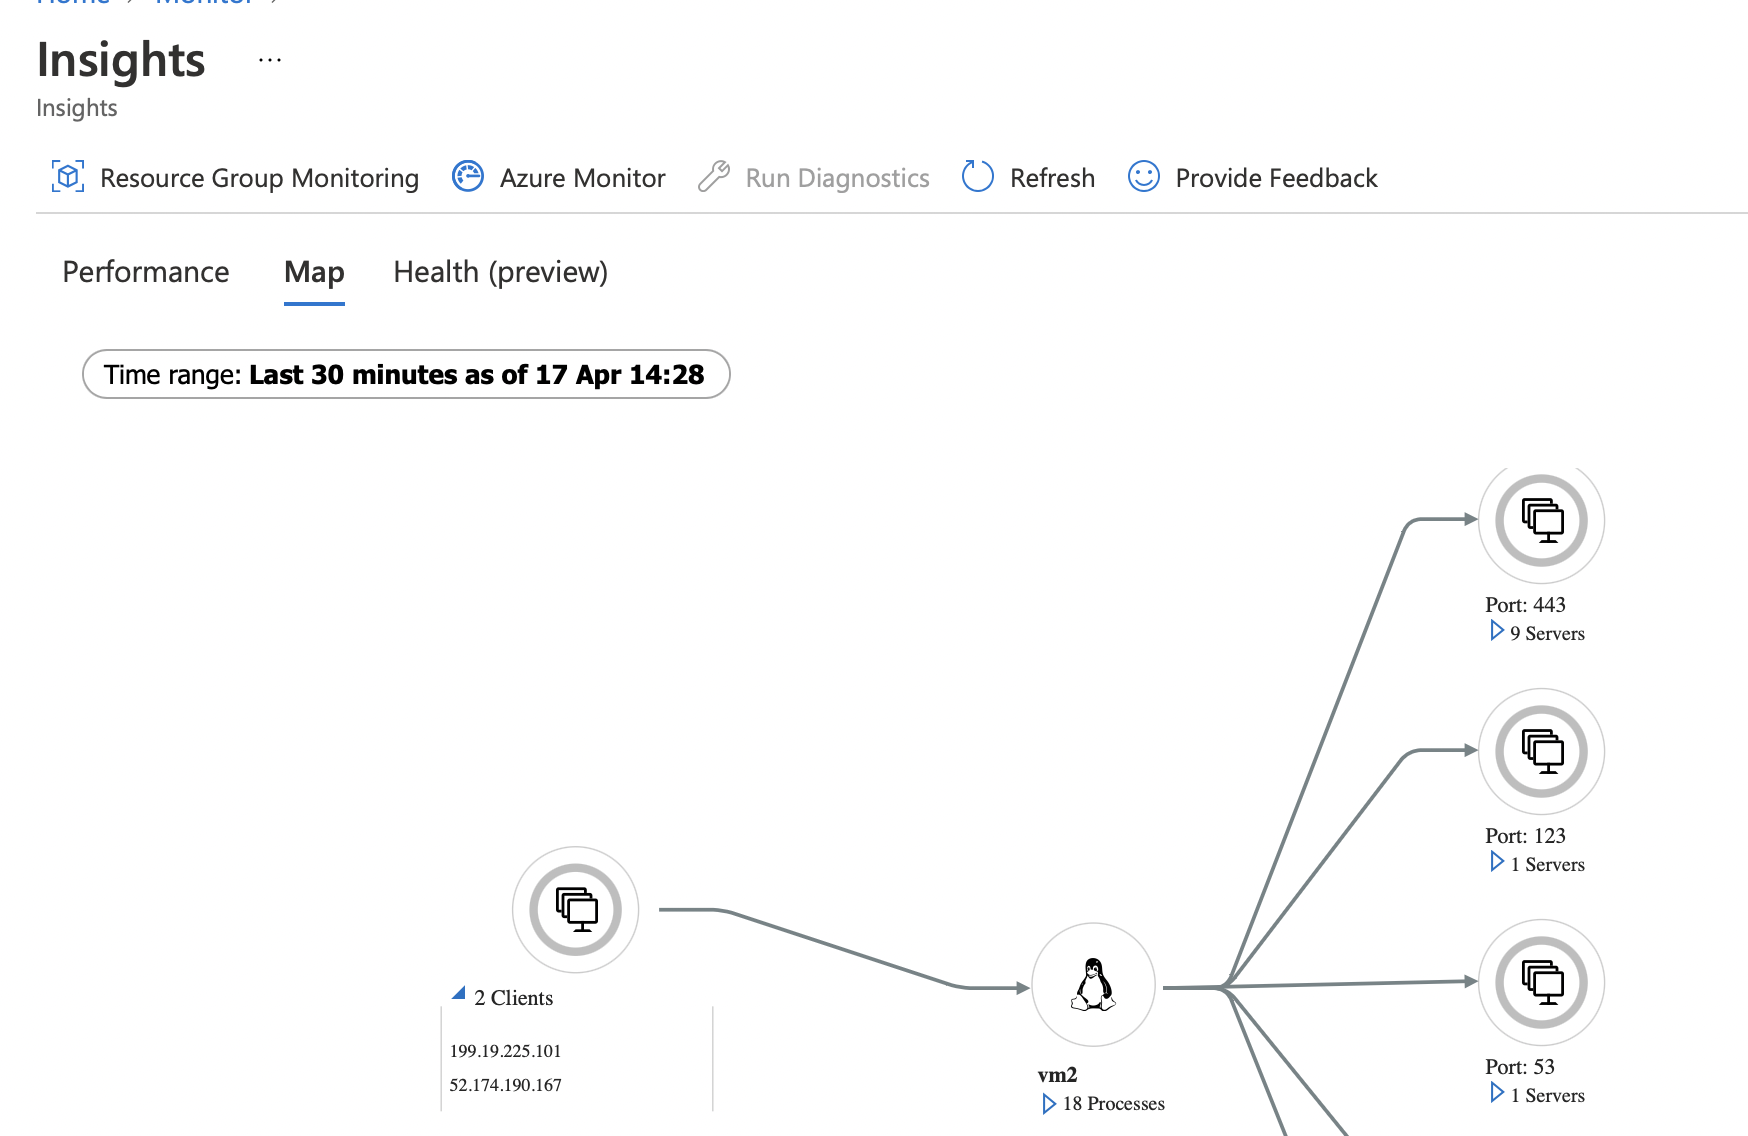 Home > Monitor >
Insights ...
Insights
Resource Group Monitoring Azure Monitor Run Diagnostics Refresh Provide Feedback
Performance Map Health (preview)
Time range: Last 30 minutes as of 17 Apr 14:28
Port: 443
9 Servers
Port: 123
1 Servers
2 Clients
199.19.225.101
52.174.190.167
vm2
18 Processes
Port: 53
1 Servers